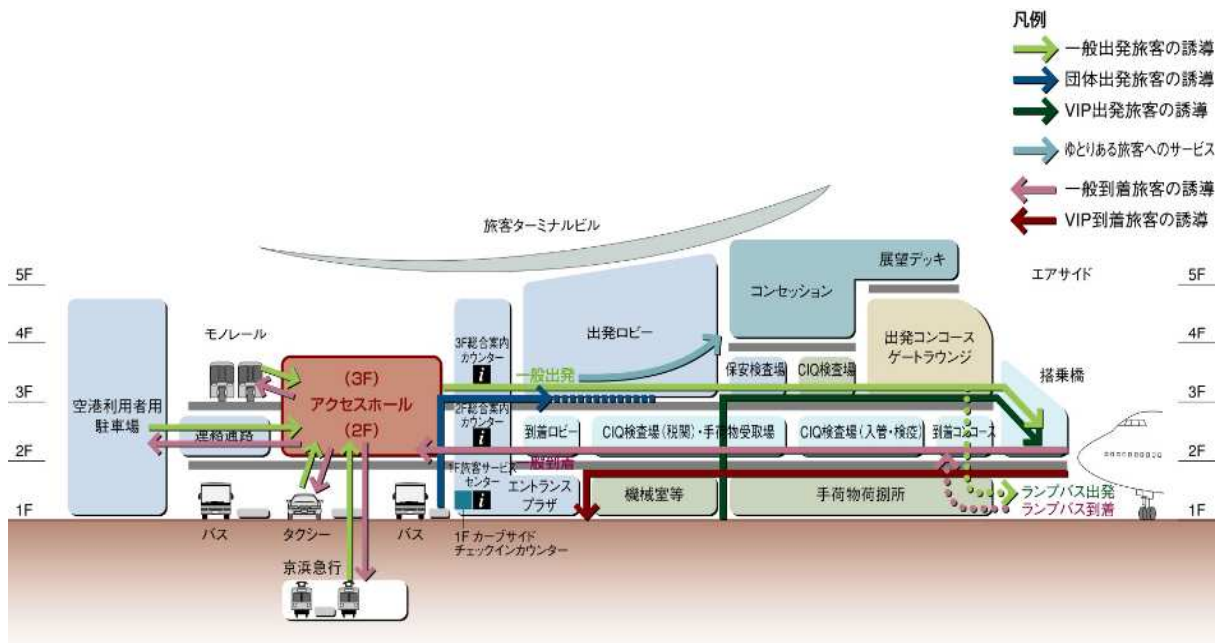 凡例
一般出発旅客の誘導
団体出発旅客の誘導
VIP出発旅客の誘導
ゆとりある旅客へのサービス
一般到着旅客の誘導
VIP到着旅客の誘導
旅客ターミナルビル
展望デッキ
エアサイド
5F
5F
コンセッション
モノレール
4F
4F
3F総合案内
カウンター
出発ロビー
出発コンコース
ゲートラウンジ
搭乗橋
一般出発
保安検査場
CIQ検査場
3F
3F
空港利用者用
駐車場
(3F)
アクセスホール
(2F)
2F総合案内
カウンター
連絡通路
到着ロビー
CIQ検査場(税関)・手荷物受取場
CIQ検査場(入管・検疫)
到着コンコース
2F
2F
一般到着
1F旅客サービス
センター
エントランス
プラザ
機械室等
手荷物荷捌所
ランプバス出発
ランプバス到着
1F
1F
バス
タクシー
バス
1F カーブサイド
チェックインカウンター
京浜急行